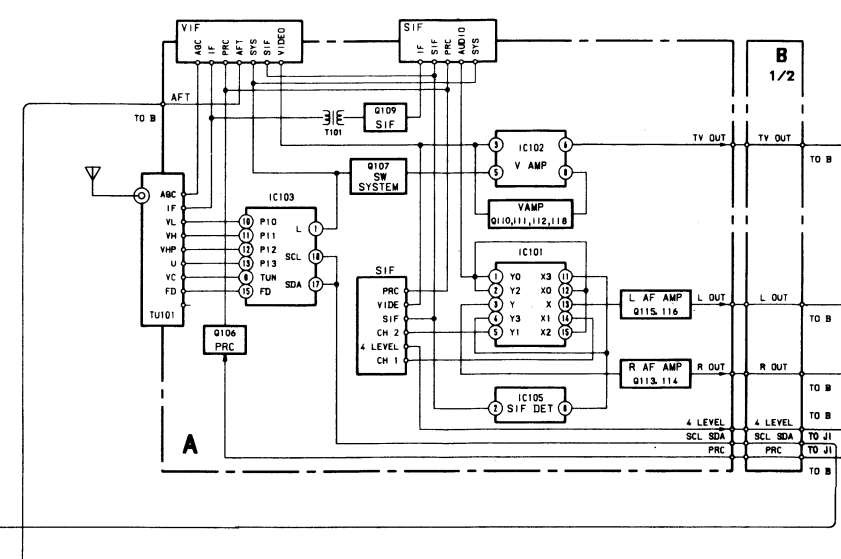 VIF
AGC
IF
PRC
AFT
SYS
SIF
VIDEO
SIF
IF
SIF
PRC
AUDIO
SYS
B
1/2
AFT
TO B
T101
Q109
SIF
Q107
SW
SYSTEM
3
IC102
6
V AMP
5
8
TV OUT
TV OUT
TO B
VAMP
Q110,111,112,118
AGC
IF
VL
VH
VHP
U
VC
FD
TU101
IC103
10 P10
11 P11
12 P12
13 P13
6 TUN
15 FD
L 1
SCL 18
SDA 17
Q106
PRC
SIF
PRC
VIDE
SIF
CH 2
4 LEVEL
CH 1
IC101
1 Y0 X3 11
2 Y2 X0 12
3 Y X 13
4 Y3 X1 14
5 Y1 X2 15
L AF AMP
Q115, 116
L OUT
L OUT
TO B
R AF AMP
Q113, 114
R OUT
R OUT
TO B
IC105
2 SIF DET 8
A
4 LEVEL
4 LEVEL
TO B
SCL SDA
SCL SDA
TO J1
PRC
PRC
TO J1
TO B